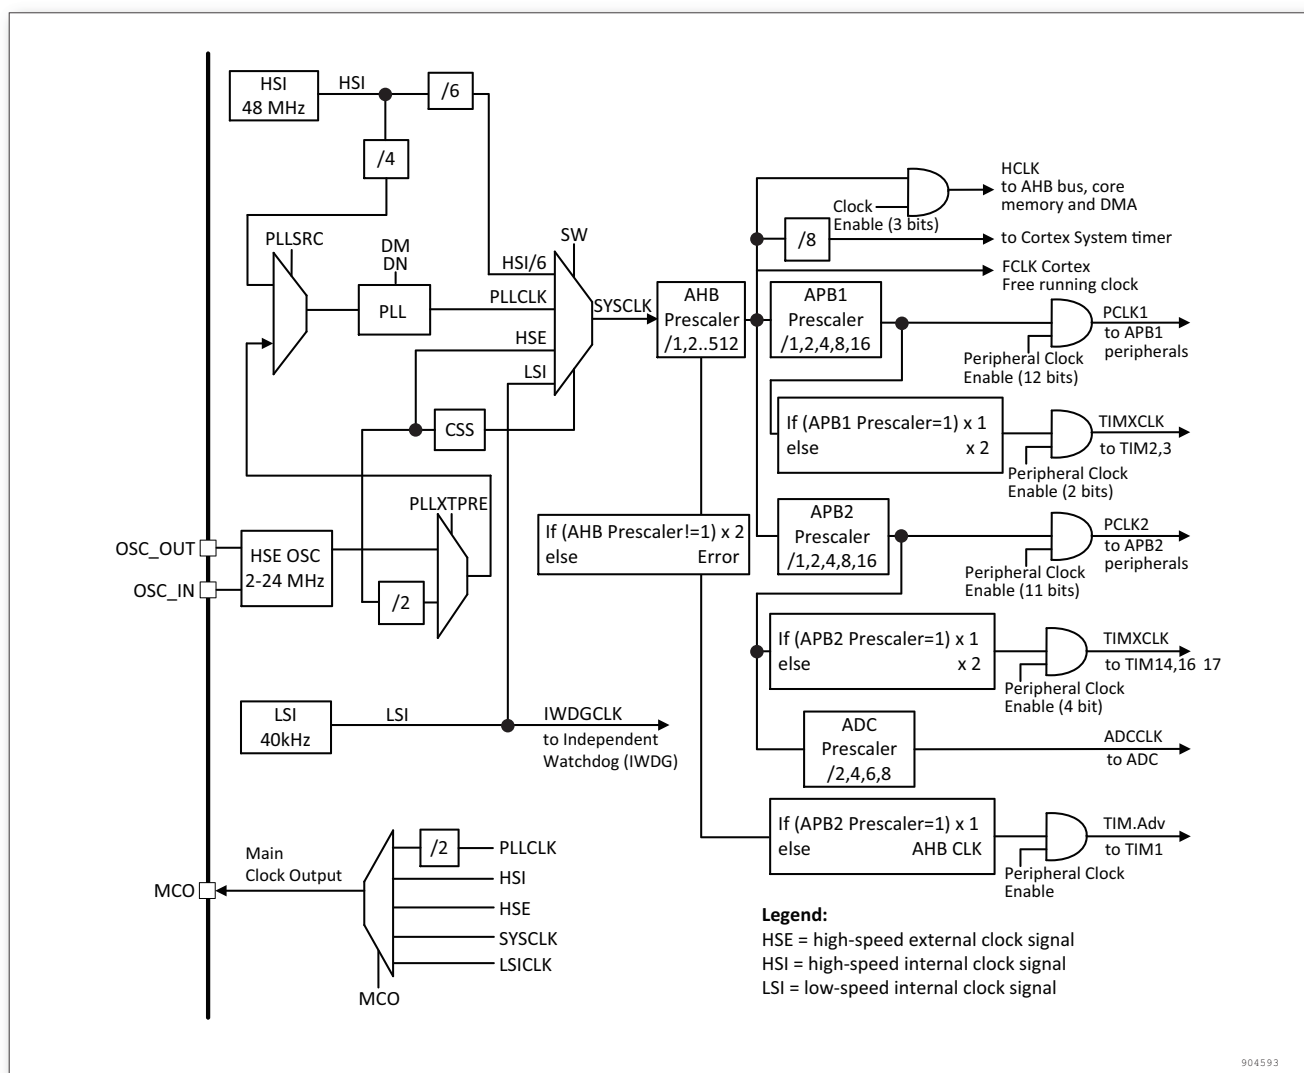 HSI
48 MHz
HSI
/6
/4
PLLSRC
DM
DN
PLL
HSI/6
PLLCLK
HSE
LSI
SW
SYSCLK
CSS
AHB
Prescaler
/1,2..512
Clock
Enable (3 bits)
HCLK
to AHB bus, core
memory and DMA
/8
to Cortex System timer
FCLK Cortex
Free running clock
APB1
Prescaler
/1,2,4,8,16
PCLK1
to APB1
peripherals
Peripheral Clock
Enable (12 bits)
If (APB1 Prescaler=1) x 1
else x 2
TIMXCLK
to TIM2,3
Peripheral Clock
Enable (2 bits)
PLLXTPRE
OSC_OUT
OSC_IN
HSE OSC
2-24 MHz
/2
If (AHB Prescaler!=1) x 2
else Error
APB2
Prescaler
/1,2,4,8,16
PCLK2
to APB2
peripherals
Peripheral Clock
Enable (11 bits)
If (APB2 Prescaler=1) x 1
else x 2
TIMXCLK
to TIM14,16 17
Peripheral Clock
Enable (4 bit)
LSI
40kHz
LSI
IWDGCLK
to Independent
Watchdog (IWDG)
ADC
Prescaler
/2,4,6,8
ADCCLK
to ADC
If (APB2 Prescaler=1) x 1
else AHB CLK
TIM.Adv
to TIM1
Peripheral Clock
Enable
MCO
Main
Clock Output
/2
PLLCLK
HSI
HSE
SYSCLK
LSICLK
MCO
Legend:
HSE = high-speed external clock signal
HSI = high-speed internal clock signal
LSI = low-speed internal clock signal
904593